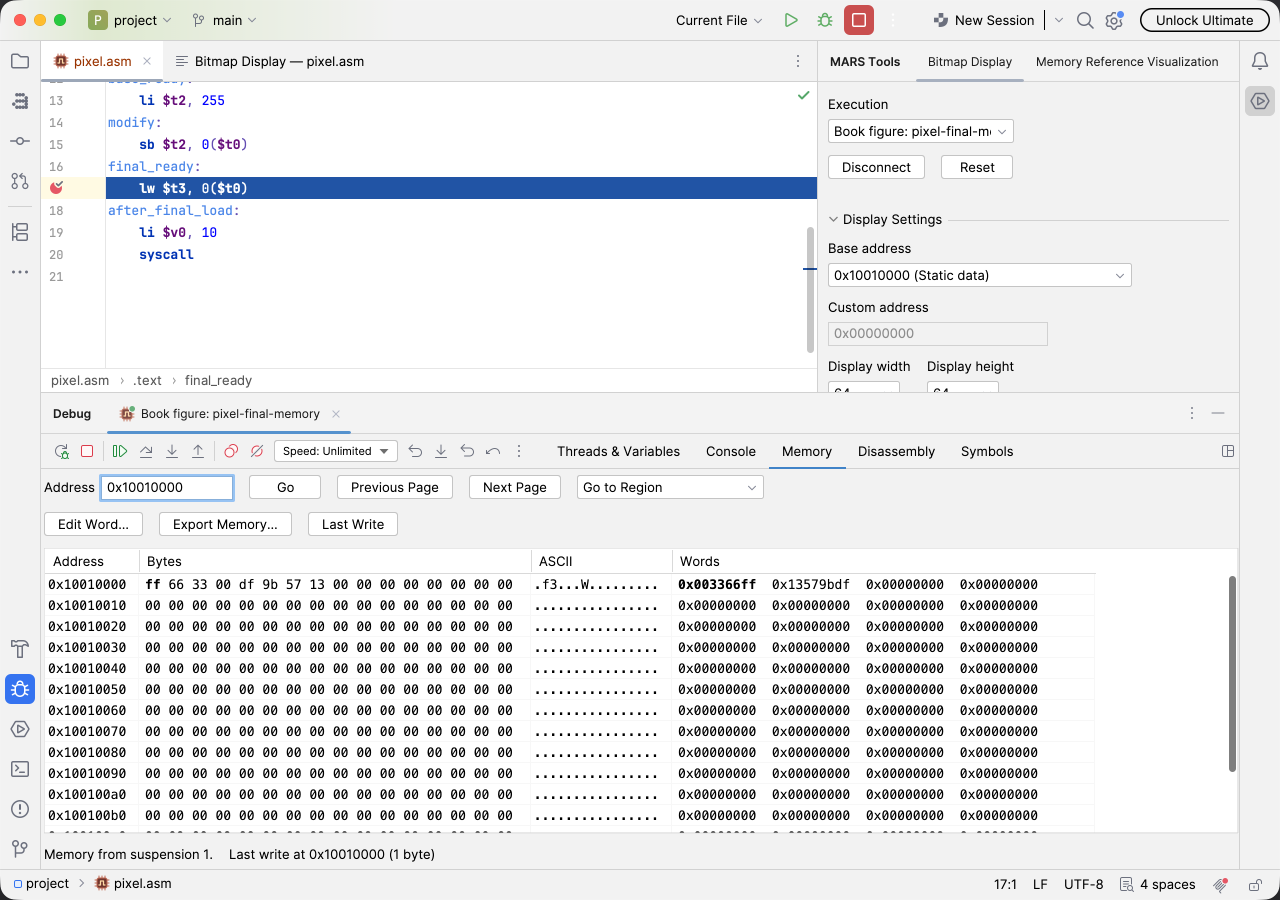 P project main Current File New Session Unlock Ultimate
pixel.asm Bitmap Display — pixel.asm MARS Tools Bitmap Display Memory Reference Visualization
13 li $t2, 255
14 modify:
15 sb $t2, 0($t0)
16 final_ready:
lw $t3, 0($t0)
18 after_final_load:
19 li $v0, 10
20 syscall
21
pixel.asm › .text › final_ready
Execution
Book figure: pixel-final-m
Disconnect Reset
Display Settings
Base address
0x10010000 (Static data)
Custom address
0x00000000
Display width Display height
64 64
Debug Book figure: pixel-final-memory
Speed: Unlimited Threads & Variables Console Memory Disassembly Symbols
Address 0x10010000 Go Previous Page Next Page Go to Region
Edit Word... Export Memory... Last Write
Address Bytes ASCII Words
0x10010000 ff 66 33 00 df 9b 57 13 00 00 00 00 00 00 00 00 .f3...W......... 0x003366ff 0x13579bdf 0x00000000 0x00000000
0x10010010 00 00 00 00 00 00 00 00 00 00 00 00 00 00 00 00 ................ 0x00000000 0x00000000 0x00000000 0x00000000
0x10010020 00 00 00 00 00 00 00 00 00 00 00 00 00 00 00 00 ................ 0x00000000 0x00000000 0x00000000 0x00000000
0x10010030 00 00 00 00 00 00 00 00 00 00 00 00 00 00 00 00 ................ 0x00000000 0x00000000 0x00000000 0x00000000
0x10010040 00 00 00 00 00 00 00 00 00 00 00 00 00 00 00 00 ................ 0x00000000 0x00000000 0x00000000 0x00000000
0x10010050 00 00 00 00 00 00 00 00 00 00 00 00 00 00 00 00 ................ 0x00000000 0x00000000 0x00000000 0x00000000
0x10010060 00 00 00 00 00 00 00 00 00 00 00 00 00 00 00 00 ................ 0x00000000 0x00000000 0x00000000 0x00000000
0x10010070 00 00 00 00 00 00 00 00 00 00 00 00 00 00 00 00 ................ 0x00000000 0x00000000 0x00000000 0x00000000
0x10010080 00 00 00 00 00 00 00 00 00 00 00 00 00 00 00 00 ................ 0x00000000 0x00000000 0x00000000 0x00000000
0x10010090 00 00 00 00 00 00 00 00 00 00 00 00 00 00 00 00 ................ 0x00000000 0x00000000 0x00000000 0x00000000
0x100100a0 00 00 00 00 00 00 00 00 00 00 00 00 00 00 00 00 ................ 0x00000000 0x00000000 0x00000000 0x00000000
0x100100b0 00 00 00 00 00 00 00 00 00 00 00 00 00 00 00 00 ................ 0x00000000 0x00000000 0x00000000 0x00000000
Memory from suspension 1. Last write at 0x10010000 (1 byte)
project › pixel.asm 17:1 LF UTF-8 4 spaces